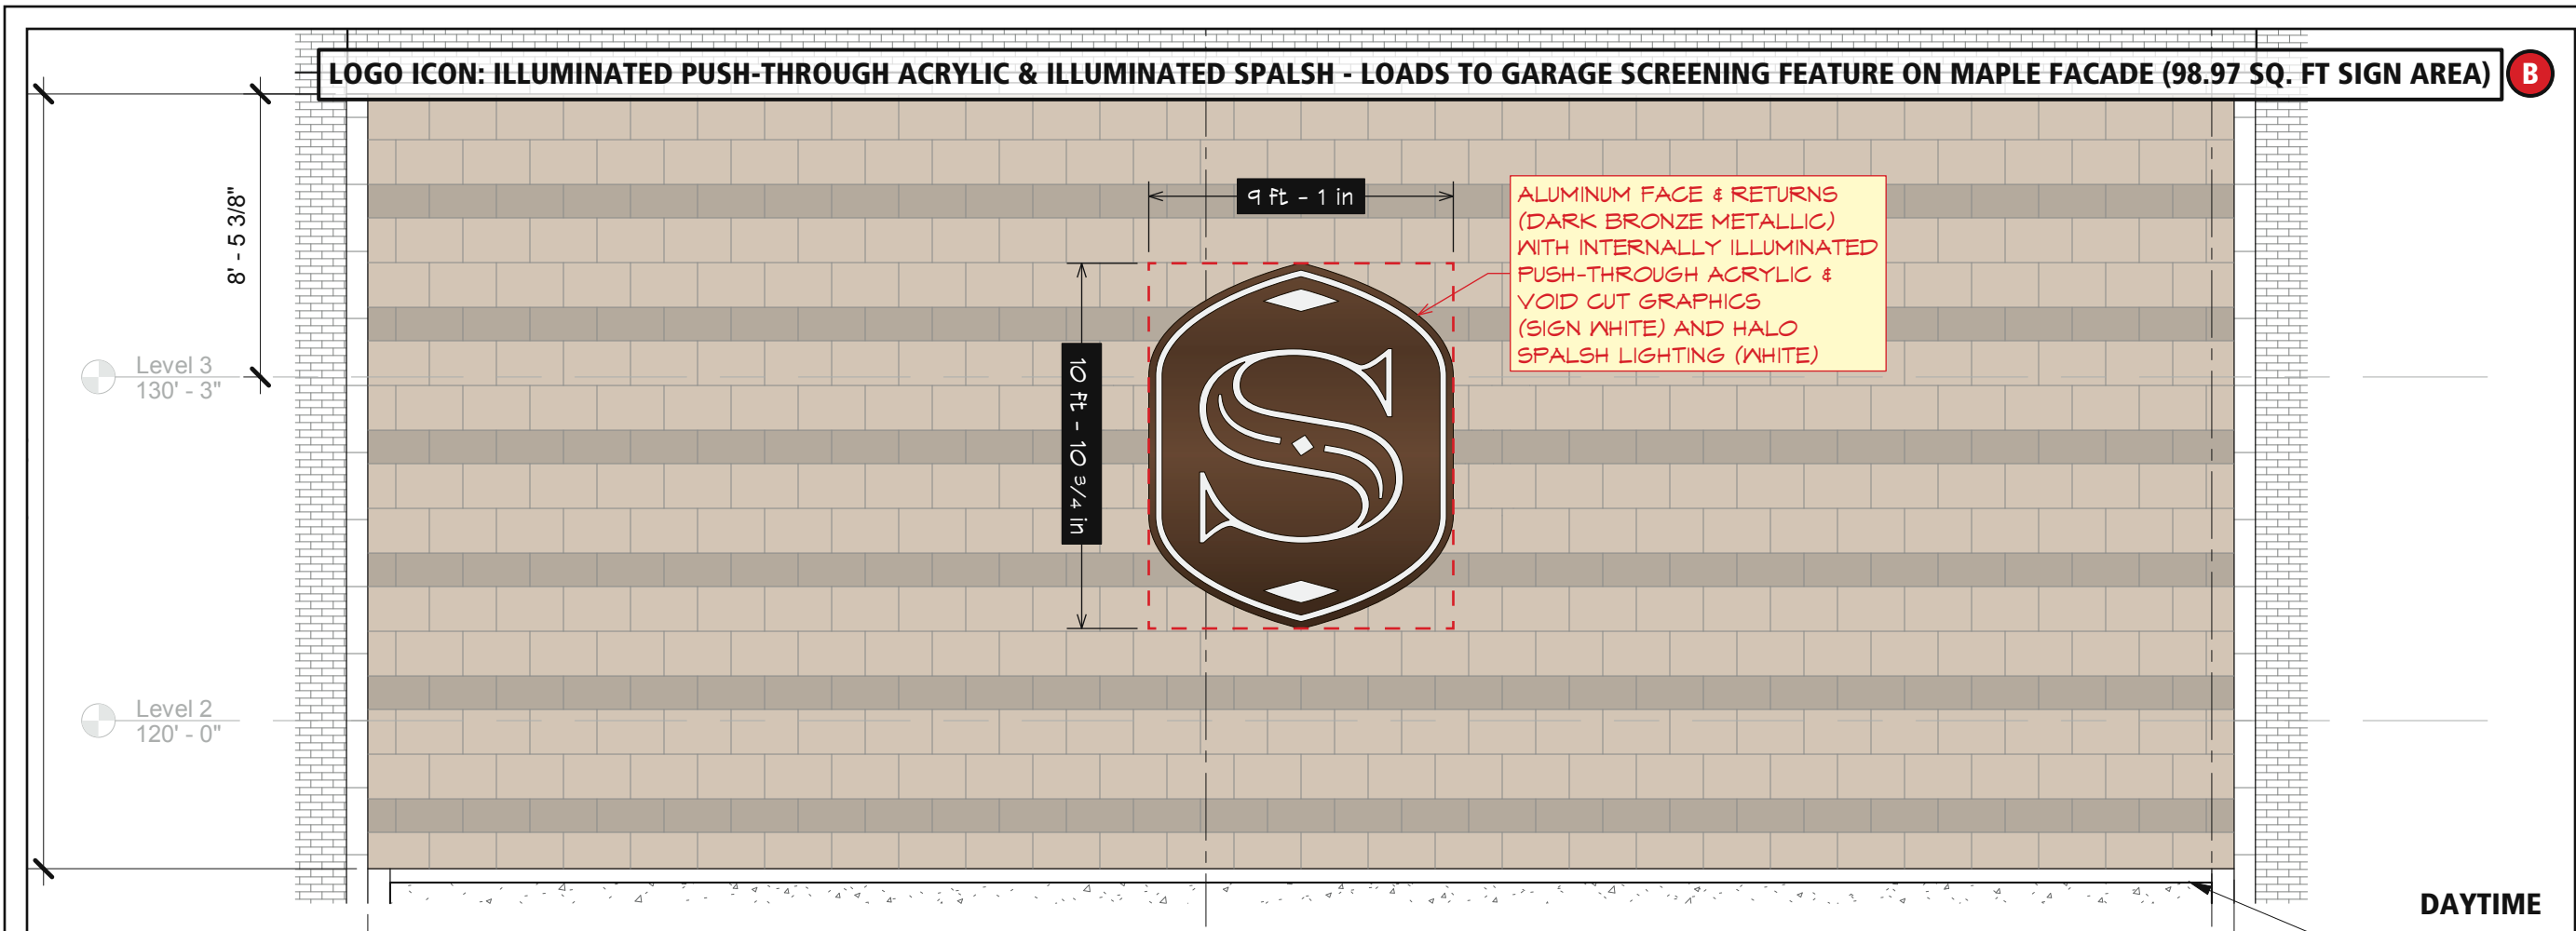 LOGO ICON: ILLUMINATED PUSH-THROUGH ACRYLIC & ILLUMINATED SPALSH - LOADS TO GARAGE SCREENING FEATURE ON MAPLE FACADE (98.97 SQ. FT SIGN AREA)
B
8' - 5 3/8"
9 ft - 1 in
ALUMINUM FACE & RETURNS
(DARK BRONZE METALLIC)
WITH INTERNALLY ILLUMINATED
PUSH-THROUGH ACRYLIC &
VOID CUT GRAPHICS
(SIGN WHITE) AND HALO
SPALSH LIGHTING (WHITE)
10 ft - 10 3/4 in
S
Level 3
130' - 3"
Level 2
120' - 0"
DAYTIME